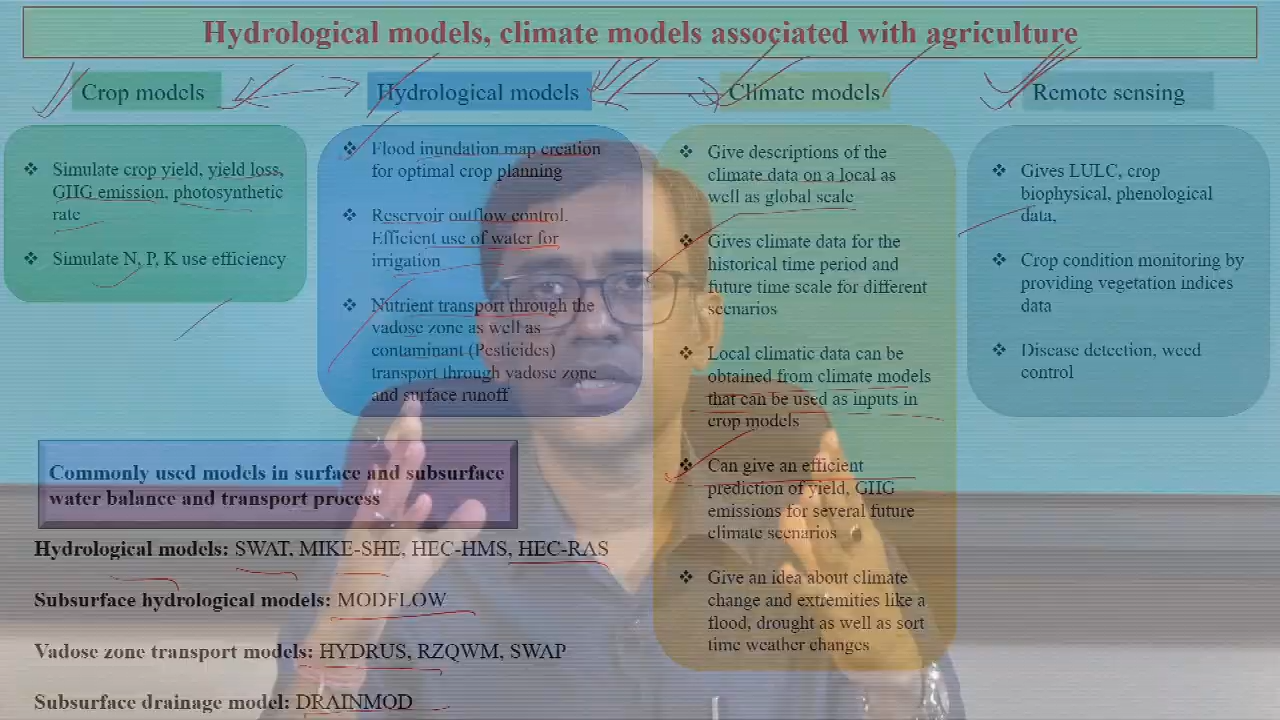 Hydrological models, climate models associated with agriculture
Crop models
❖ Simulate crop yield, yield loss,
GHG emission, photosynthetic
rate
❖ Simulate N, P, K use efficiency
Hydrological models
❖ Flood inundation map creation
for optimal crop planning
❖ Reservoir outflow control.
Efficient use of water for
irrigation
❖ Nutrient transport through the
vadose zone as well as
contaminant (Pesticides)
transport through vadose zone
and surface runoff
Climate models
❖ Give descriptions of the
climate data on a local as
well as global scale
❖ Gives climate data for the
historical time period and
future time scale for different
scenarios
❖ Local climatic data can be
obtained from climate models
that can be used as inputs in
crop models
❖ Can give an efficient
prediction of yield, GHG
emissions for several future
climate scenarios
❖ Give an idea about climate
change and extremities like a
flood, drought as well as sort
time weather changes
Remote sensing
❖ Gives LULC, crop
biophysical, phenological
data,
❖ Crop condition monitoring by
providing vegetation indices
data
❖ Disease detection, weed
control
Commonly used models in surface and subsurface
water balance and transport process
Hydrological models: SWAT, MIKE-SHE, HEC-HMS, HEC-RAS
Subsurface hydrological models: MODFLOW
Vadose zone transport models: HYDRUS, RZQWM, SWAP
Subsurface drainage model: DRAINMOD